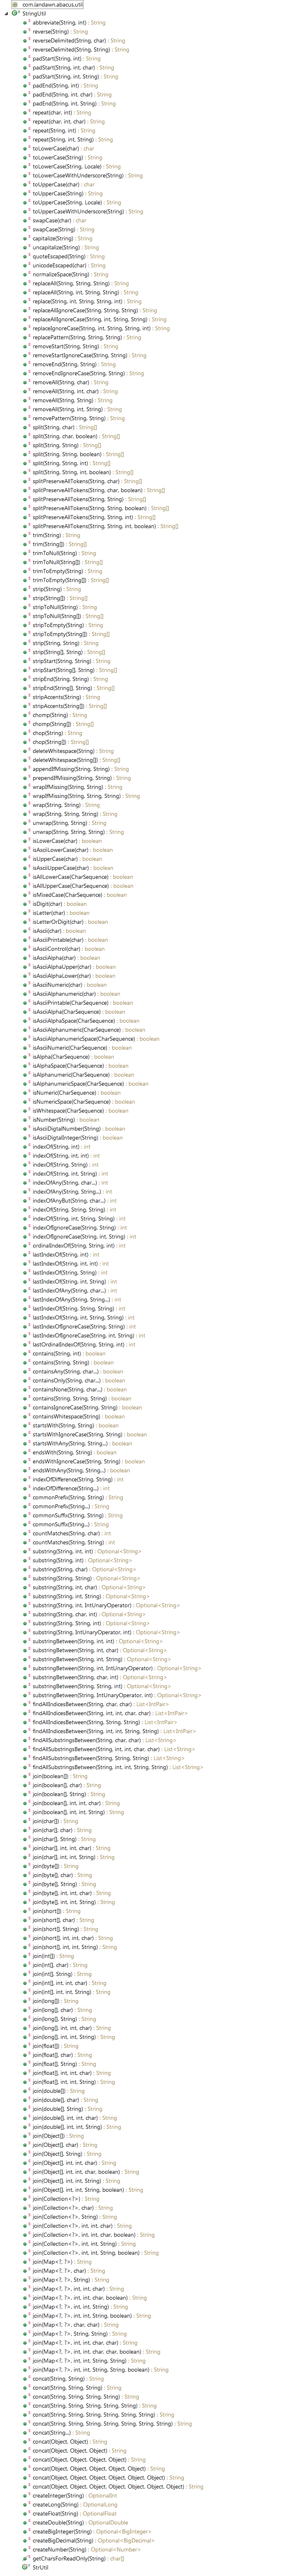 com.landawn.abacus.util
StringUtil
abbreviate(String, int) : String
reverse(String) : String
reverseDelimited(String, char) : String
reverseDelimited(String, String) : String
padStart(String, int) : String
padStart(String, int, char) : String
padStart(String, int, String) : String
padEnd(String, int) : String
padEnd(String, int, char) : String
padEnd(String, int, String) : String
repeat(char, int) : String
repeat(char, int, char) : String
repeat(String, int) : String
repeat(String, int, String) : String
toLowerCase(char) : char
toLowerCase(String) : String
toLowerCase(String, Locale) : String
toLowerCaseWithUnderscore(String) : String
toUpperCase(char) : char
toUpperCase(String) : String
toUpperCase(String, Locale) : String
toUpperCaseWithUnderscore(String) : String
swapCase(char) : char
swapCase(String) : String
capitalize(String) : String
uncapitalize(String) : String
quoteEscaped(String) : String
unicodeEscaped(char) : String
normalizeSpace(String) : String
replaceAll(String, String, String) : String
replaceAll(String, int, String, String) : String
replace(String, int, String, String, int) : String
replaceAllIgnoreCase(String, String, String) : String
replaceAllIgnoreCase(String, int, String, String) : String
replaceIgnoreCase(String, int, String, String, int) : String
replacePattern(String, String, String) : String
removeStart(String, String) : String
removeStartIgnoreCase(String, String) : String
removeEnd(String, String) : String
removeEndIgnoreCase(String, String) : String
removeAll(String, char) : String
removeAll(String, int, char) : String
removeAll(String, String) : String
removeAll(String, int, String) : String
removePattern(String, String) : String
split(String, char) : String[]
split(String, char, boolean) : String[]
split(String, String) : String[]
split(String, String, boolean) : String[]
split(String, String, int) : String[]
split(String, String, int, boolean) : String[]
splitPreserveAllTokens(String, char) : String[]
splitPreserveAllTokens(String, char, boolean) : String[]
splitPreserveAllTokens(String, String) : String[]
splitPreserveAllTokens(String, String, boolean) : String[]
splitPreserveAllTokens(String, String, int) : String[]
splitPreserveAllTokens(String, String, int, boolean) : String[]
trim(String) : String
trim(String[]) : String[]
trimToNull(String) : String
trimToNull(String[]) : String[]
trimToEmpty(String) : String
trimToEmpty(String[]) : String[]
strip(String) : String
strip(String[]) : String[]
stripToNull(String) : String
stripToNull(String[]) : String[]
stripToEmpty(String) : String
stripToEmpty(String[]) : String[]
strip(String, String) : String
strip(String[], String) : String[]
stripStart(String, String) : String
stripStart(String[], String) : String[]
stripEnd(String, String) : String
stripEnd(String[], String) : String[]
stripAccents(String) : String
stripAccents(String[]) : String[]
chomp(String) : String
chomp(String[]) : String[]
chop(String) : String
chop(String[]) : String[]
deleteWhitespace(String) : String
deleteWhitespace(String[]) : String[]
appendIfMissing(String, String) : String
prependIfMissing(String, String) : String
wrapIfMissing(String, String) : String
wrapIfMissing(String, String, String) : String
wrap(String, String) : String
wrap(String, String, String) : String
unwrap(String, String) : String
unwrap(String, String, String) : String
isLowerCase(char) : boolean
isAsciiLowerCase(char) : boolean
isUpperCase(char) : boolean
isAsciiUpperCase(char) : boolean
isAllLowerCase(CharSequence) : boolean
isAllUpperCase(CharSequence) : boolean
isMixedCase(CharSequence) : boolean
isDigit(char) : boolean
isLetter(char) : boolean
isLetterOrDigit(char) : boolean
isAscii(char) : boolean
isAsciiPrintable(char) : boolean
isAsciiControl(char) : boolean
isAsciiAlpha(char) : boolean
isAsciiAlphaUpper(char) : boolean
isAsciiAlphaLower(char) : boolean
isAsciiNumeric(char) : boolean
isAsciiAlphanumeric(char) : boolean
isAsciiPrintable(CharSequence) : boolean
isAsciiAlpha(CharSequence) : boolean
isAsciiAlphaSpace(CharSequence) : boolean
isAsciiAlphanumeric(CharSequence) : boolean
isAsciiAlphanumericSpace(CharSequence) : boolean
isAsciiNumeric(CharSequence) : boolean
isAlpha(CharSequence) : boolean
isAlphaSpace(CharSequence) : boolean
isAlphanumeric(CharSequence) : boolean
isAlphanumericSpace(CharSequence) : boolean
isNumeric(CharSequence) : boolean
isNumericSpace(CharSequence) : boolean
isWhitespace(CharSequence) : boolean
isNumber(String) : boolean
isAsciiDigtalNumber(String) : boolean
isAsciiDigtalInteger(String) : boolean
indexOf(String, int) : int
indexOf(String, int, int) : int
indexOf(String, String) : int
indexOf(String, int, String) : int
indexOfAny(String, char...) : int
indexOfAny(String, String...) : int
indexOfAnyBut(String, char...) : int
indexOf(String, String, String) : int
indexOf(String, int, String, String) : int
indexOfIgnoreCase(String, String) : int
indexOfIgnoreCase(String, int, String) : int
ordinalIndexOf(String, String, int) : int
lastIndexOf(String, int) : int
lastIndexOf(String, int, int) : int
lastIndexOf(String, String) : int
lastIndexOf(String, int, String) : int
lastIndexOfAny(String, char...) : int
lastIndexOfAny(String, String...) : int
lastIndexOf(String, String, String) : int
lastIndexOf(String, int, String, String) : int
lastIndexOfIgnoreCase(String, String) : int
lastIndexOfIgnoreCase(String, int, String) : int
lastOrdinalIndexOf(String, String, int) : int
contains(String, int) : boolean
contains(String, String) : boolean
containsAny(String, char...) : boolean
containsOnly(String, char...) : boolean
containsNone(String, char...) : boolean
contains(String, String, String) : boolean
containsIgnoreCase(String, String) : boolean
containsWhitespace(String) : boolean
startsWith(String, String) : boolean
startsWithIgnoreCase(String, String) : boolean
startsWithAny(String, String...) : boolean
endsWith(String, String) : boolean
endsWithIgnoreCase(String, String) : boolean
endsWithAny(String, String...) : boolean
indexOfDifference(String, String) : int
indexOfDifference(String...) : int
commonPrefix(String, String) : String
commonPrefix(String...) : String
commonSuffix(String, String) : String
commonSuffix(String...) : String
countMatches(String, char) : int
countMatches(String, String) : int
substring(String, int, int) : Optional<String>
substring(String, int) : Optional<String>
substring(String, char) : Optional<String>
substring(String, String) : Optional<String>
substring(String, int, char) : Optional<String>
substring(String, int, String) : Optional<String>
substring(String, int, IntUnaryOperator) : Optional<String>
substring(String, char, int) : Optional<String>
substring(String, String, int) : Optional<String>
substring(String, IntUnaryOperator, int) : Optional<String>
substringBetween(String, int, int) : Optional<String>
substringBetween(String, int, char) : Optional<String>
substringBetween(String, int, String) : Optional<String>
substringBetween(String, int, IntUnaryOperator) : Optional<String>
substringBetween(String, char, int) : Optional<String>
substringBetween(String, String, int) : Optional<String>
substringBetween(String, IntUnaryOperator, int) : Optional<String>
findAllIndicesBetween(String, char, char) : List<IntPair>
findAllIndicesBetween(String, int, int, char, char) : List<IntPair>
findAllIndicesBetween(String, String, String) : List<IntPair>
findAllIndicesBetween(String, int, int, String, String) : List<IntPair>
findAllSubstringsBetween(String, char, char) : List<String>
findAllSubstringsBetween(String, int, int, char, char) : List<String>
findAllSubstringsBetween(String, String, String) : List<String>
findAllSubstringsBetween(String, int, int, String, String) : List<String>
join(boolean[]) : String
join(boolean[], char) : String
join(boolean[], String) : String
join(boolean[], int, int, char) : String
join(boolean[], int, int, String) : String
join(char[]) : String
join(char[], char) : String
join(char[], String) : String
join(char[], int, int, char) : String
join(char[], int, int, String) : String
join(byte[]) : String
join(byte[], char) : String
join(byte[], String) : String
join(byte[], int, int, char) : String
join(byte[], int, int, String) : String
join(short[]) : String
join(short[], char) : String
join(short[], String) : String
join(short[], int, int, char) : String
join(short[], int, int, String) : String
join(int[]) : String
join(int[], char) : String
join(int[], String) : String
join(int[], int, int, char) : String
join(int[], int, int, String) : String
join(long[]) : String
join(long[], char) : String
join(long[], String) : String
join(long[], int, int, char) : String
join(long[], int, int, String) : String
join(float[]) : String
join(float[], char) : String
join(float[], String) : String
join(float[], int, int, char) : String
join(float[], int, int, String) : String
join(double[]) : String
join(double[], char) : String
join(double[], String) : String
join(double[], int, int, char) : String
join(double[], int, int, String) : String
join(Object[]) : String
join(Object[], char) : String
join(Object[], String) : String
join(Object[], int, int, char) : String
join(Object[], int, int, char, boolean) : String
join(Object[], int, int, String) : String
join(Object[], int, int, String, boolean) : String
join(Collection<?>) : String
join(Collection<?>, char) : String
join(Collection<?>, String) : String
join(Collection<?>, int, int, char) : String
join(Collection<?>, int, int, char, boolean) : String
join(Collection<?>, int, int, String) : String
join(Collection<?>, int, int, String, boolean) : String
join(Map<?, ?>) : String
join(Map<?, ?>, char) : String
join(Map<?, ?>, String) : String
join(Map<?, ?>, int, int, char) : String
join(Map<?, ?>, int, int, char, boolean) : String
join(Map<?, ?>, int, int, String) : String
join(Map<?, ?>, int, int, String, boolean) : String
join(Map<?, ?>, char, char) : String
join(Map<?, ?>, String, String) : String
join(Map<?, ?>, int, int, char, char) : String
join(Map<?, ?>, int, int, char, char, boolean) : String
join(Map<?, ?>, int, int, String, String) : String
join(Map<?, ?>, int, int, String, String, boolean) : String
concat(String, String) : String
concat(String, String, String) : String
concat(String, String, String, String) : String
concat(String, String, String, String, String) : String
concat(String, String, String, String, String, String) : String
concat(String, String, String, String, String, String, String) : String
concat(String...) : String
concat(Object, Object) : String
concat(Object, Object, Object) : String
concat(Object, Object, Object, Object) : String
concat(Object, Object, Object, Object, Object) : String
concat(Object, Object, Object, Object, Object, Object) : String
concat(Object, Object, Object, Object, Object, Object, Object) : String
createInteger(String) : OptionalInt
createLong(String) : OptionalLong
createFloat(String) : OptionalFloat
createDouble(String) : OptionalDouble
createBigInteger(String) : Optional<BigInteger>
createBigDecimal(String) : Optional<BigDecimal>
createNumber(String) : Optional<Number>
getCharsForReadOnly(String) : char[]
StrUtil